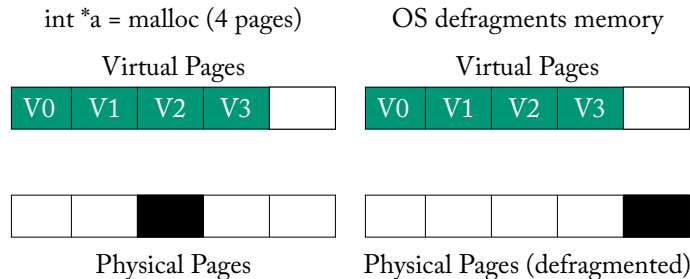 int *a = malloc (4 pages)
Virtual Pages
V0 V1 V2 V3
Physical Pages
OS defragments memory
Virtual Pages
V0 V1 V2 V3
Physical Pages (defragmented)